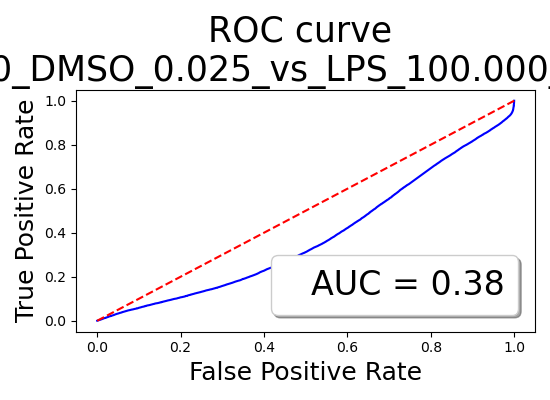 ROC curve
0_DMSO_0.025_vs_LPS_100.000_
True Positive Rate
1.0
0.8
0.6
0.4
0.2
0.0
AUC = 0.38
0.0 0.2 0.4 0.6 0.8 1.0
False Positive Rate